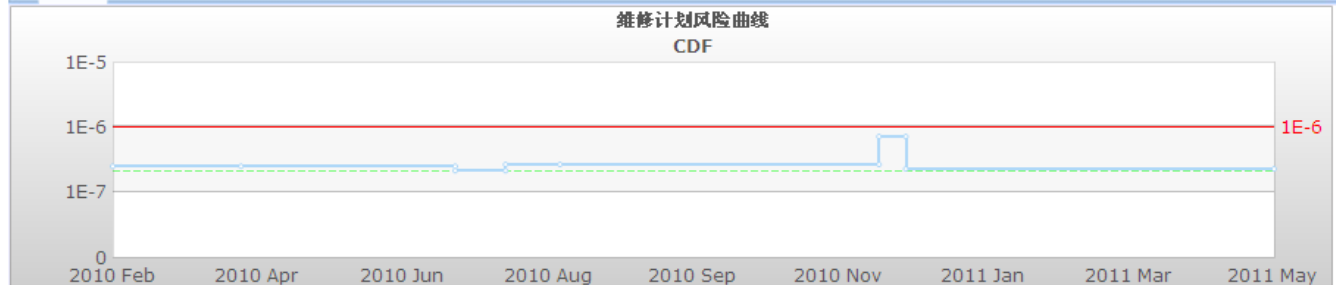 维修计划风险曲线
CDF
1E-5
1E-6
1E-6
1E-7
0
2010 Feb 2010 Apr 2010 Jun 2010 Aug 2010 Sep 2010 Nov 2011 Jan 2011 Mar 2011 May